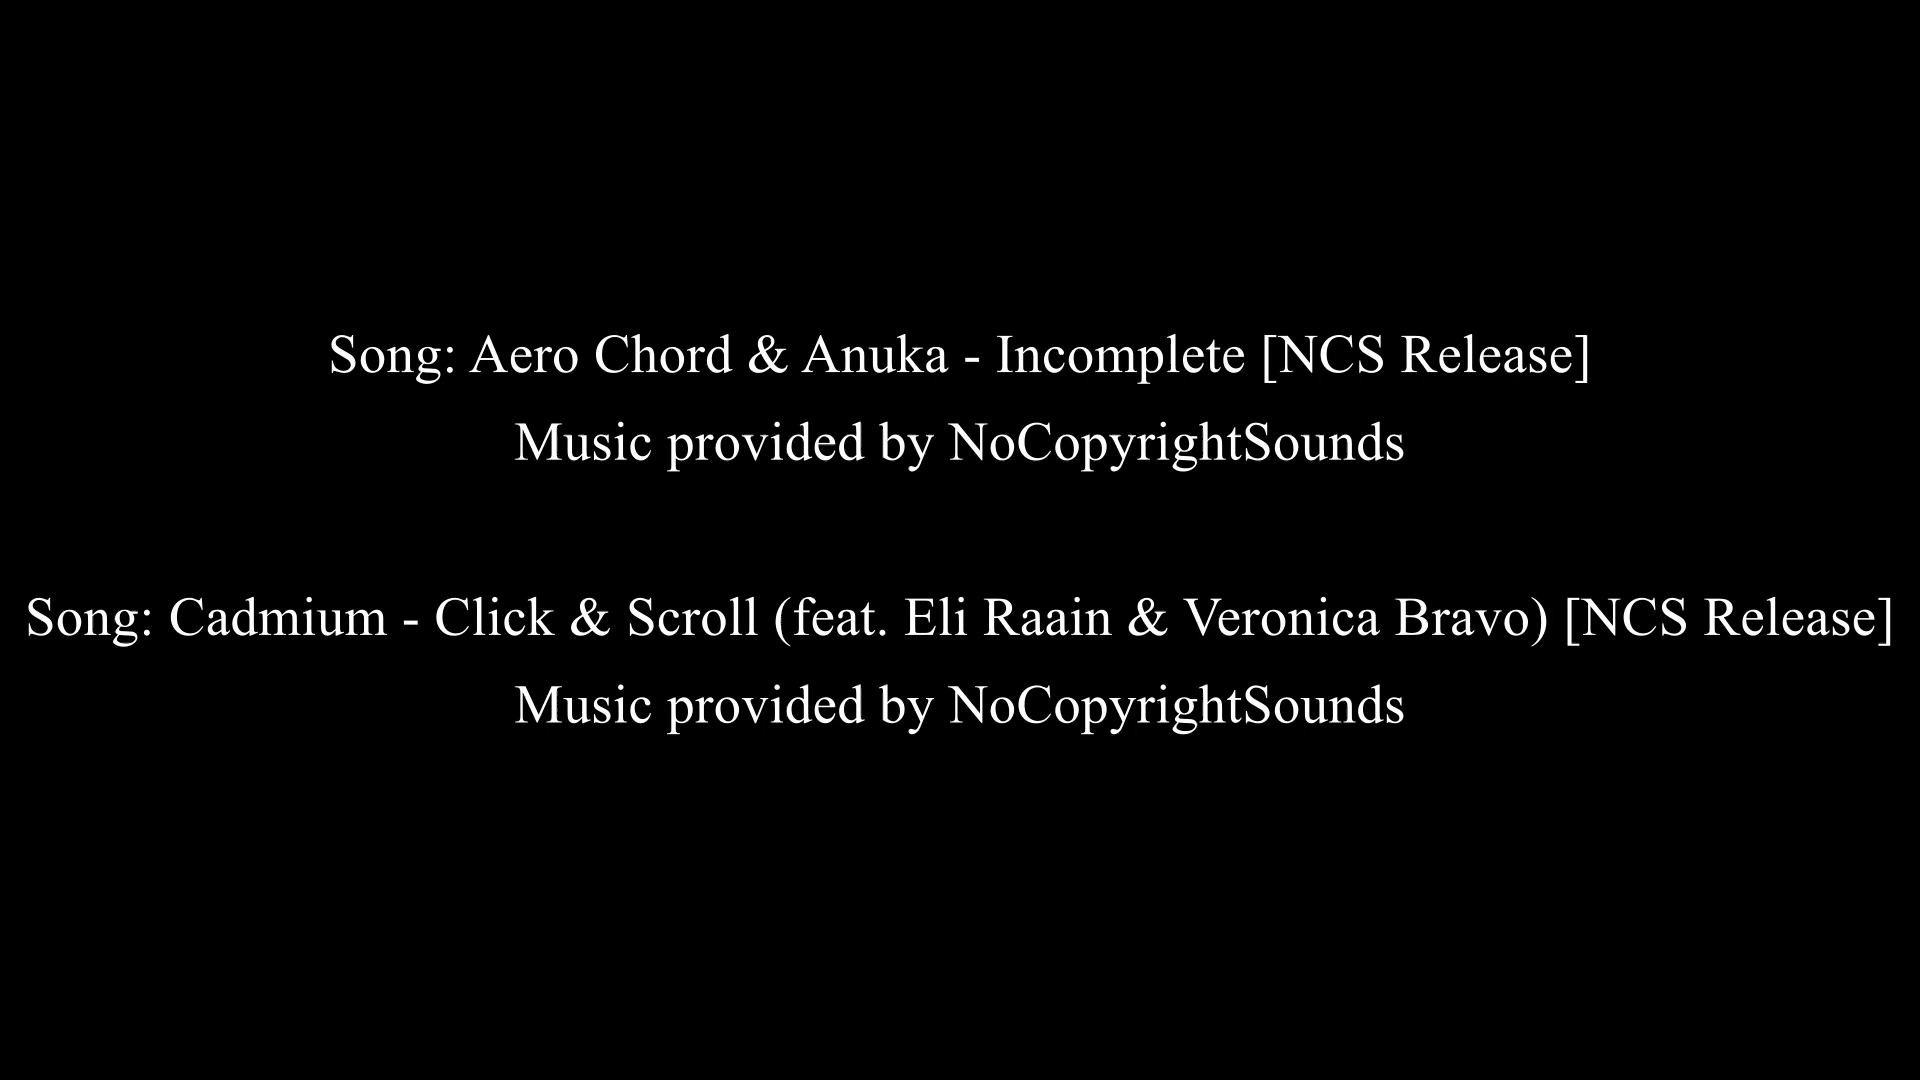 Song: Aero Chord & Anuka - Incomplete [NCS Release]
Music provided by NoCopyrightSounds
Song: Cadmium - Click & Scroll (feat. Eli Raain & Veronica Bravo) [NCS Release]
Music provided by NoCopyrightSounds